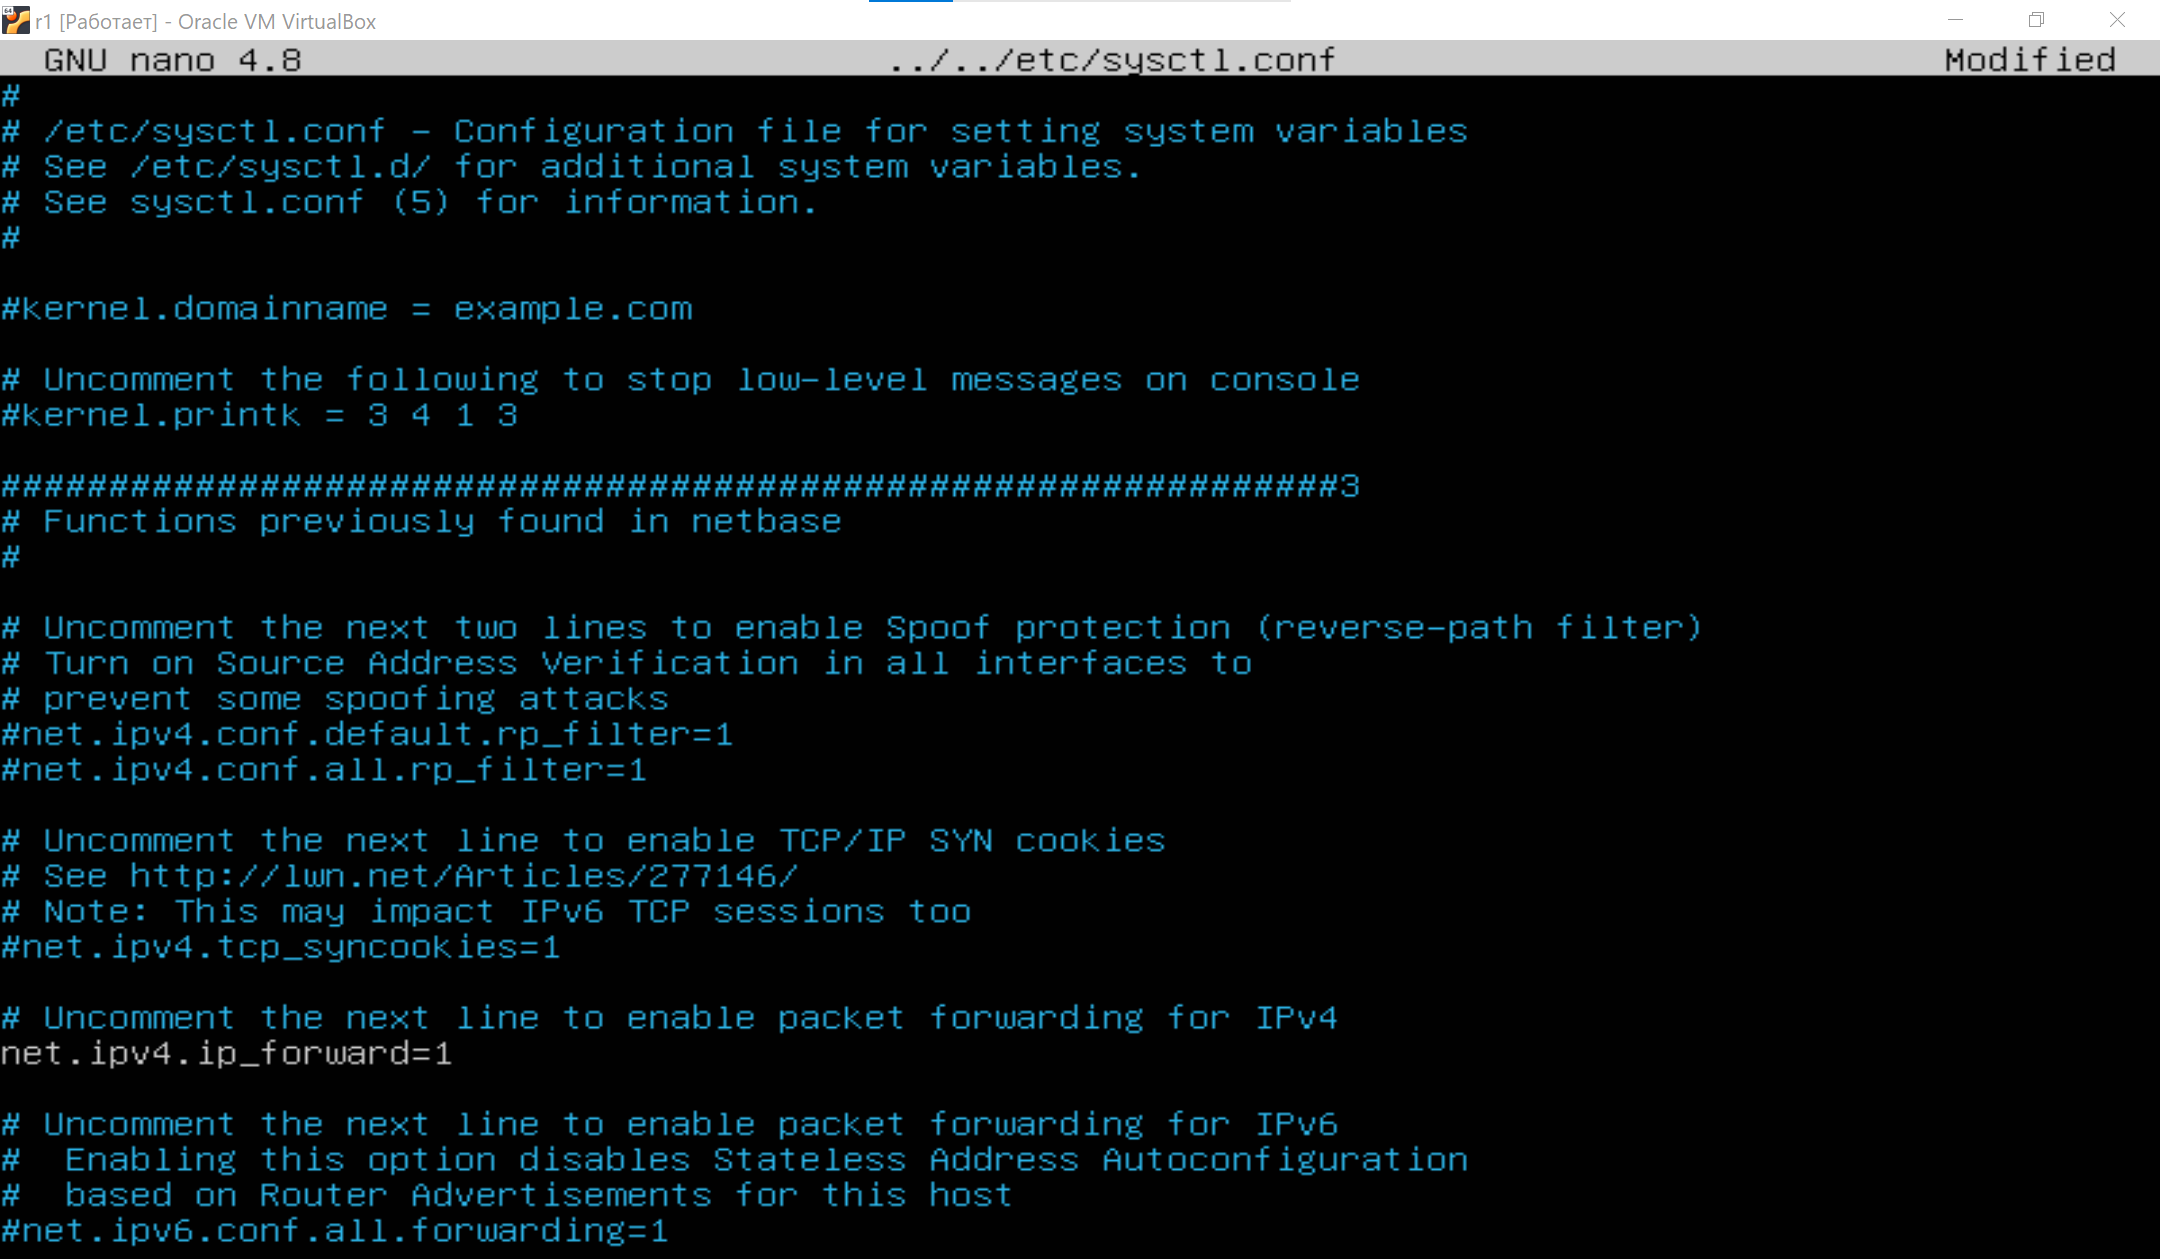 64
r1 [Работает] - Oracle VM VirtualBox
GNU nano 4.8 ../../etc/sysctl.conf Modified
#
# /etc/sysctl.conf - Configuration file for setting system variables
# See /etc/sysctl.d/ for additional system variables.
# See sysctl.conf (5) for information.
#
#kernel.domainname = example.com
# Uncomment the following to stop low-level messages on console
#kernel.printk = 3 4 1 3
##############################################################3
# Functions previously found in netbase
#
# Uncomment the next two lines to enable Spoof protection (reverse-path filter)
# Turn on Source Address Verification in all interfaces to
# prevent some spoofing attacks
#net.ipv4.conf.default.rp_filter=1
#net.ipv4.conf.all.rp_filter=1
# Uncomment the next line to enable TCP/IP SYN cookies
# See http://lwn.net/Articles/277146/
# Note: This may impact IPv6 TCP sessions too
#net.ipv4.tcp_syncookies=1
# Uncomment the next line to enable packet forwarding for IPv4
net.ipv4.ip_forward=1
# Uncomment the next line to enable packet forwarding for IPv6
#  Enabling this option disables Stateless Address Autoconfiguration
#  based on Router Advertisements for this host
#net.ipv6.conf.all.forwarding=1